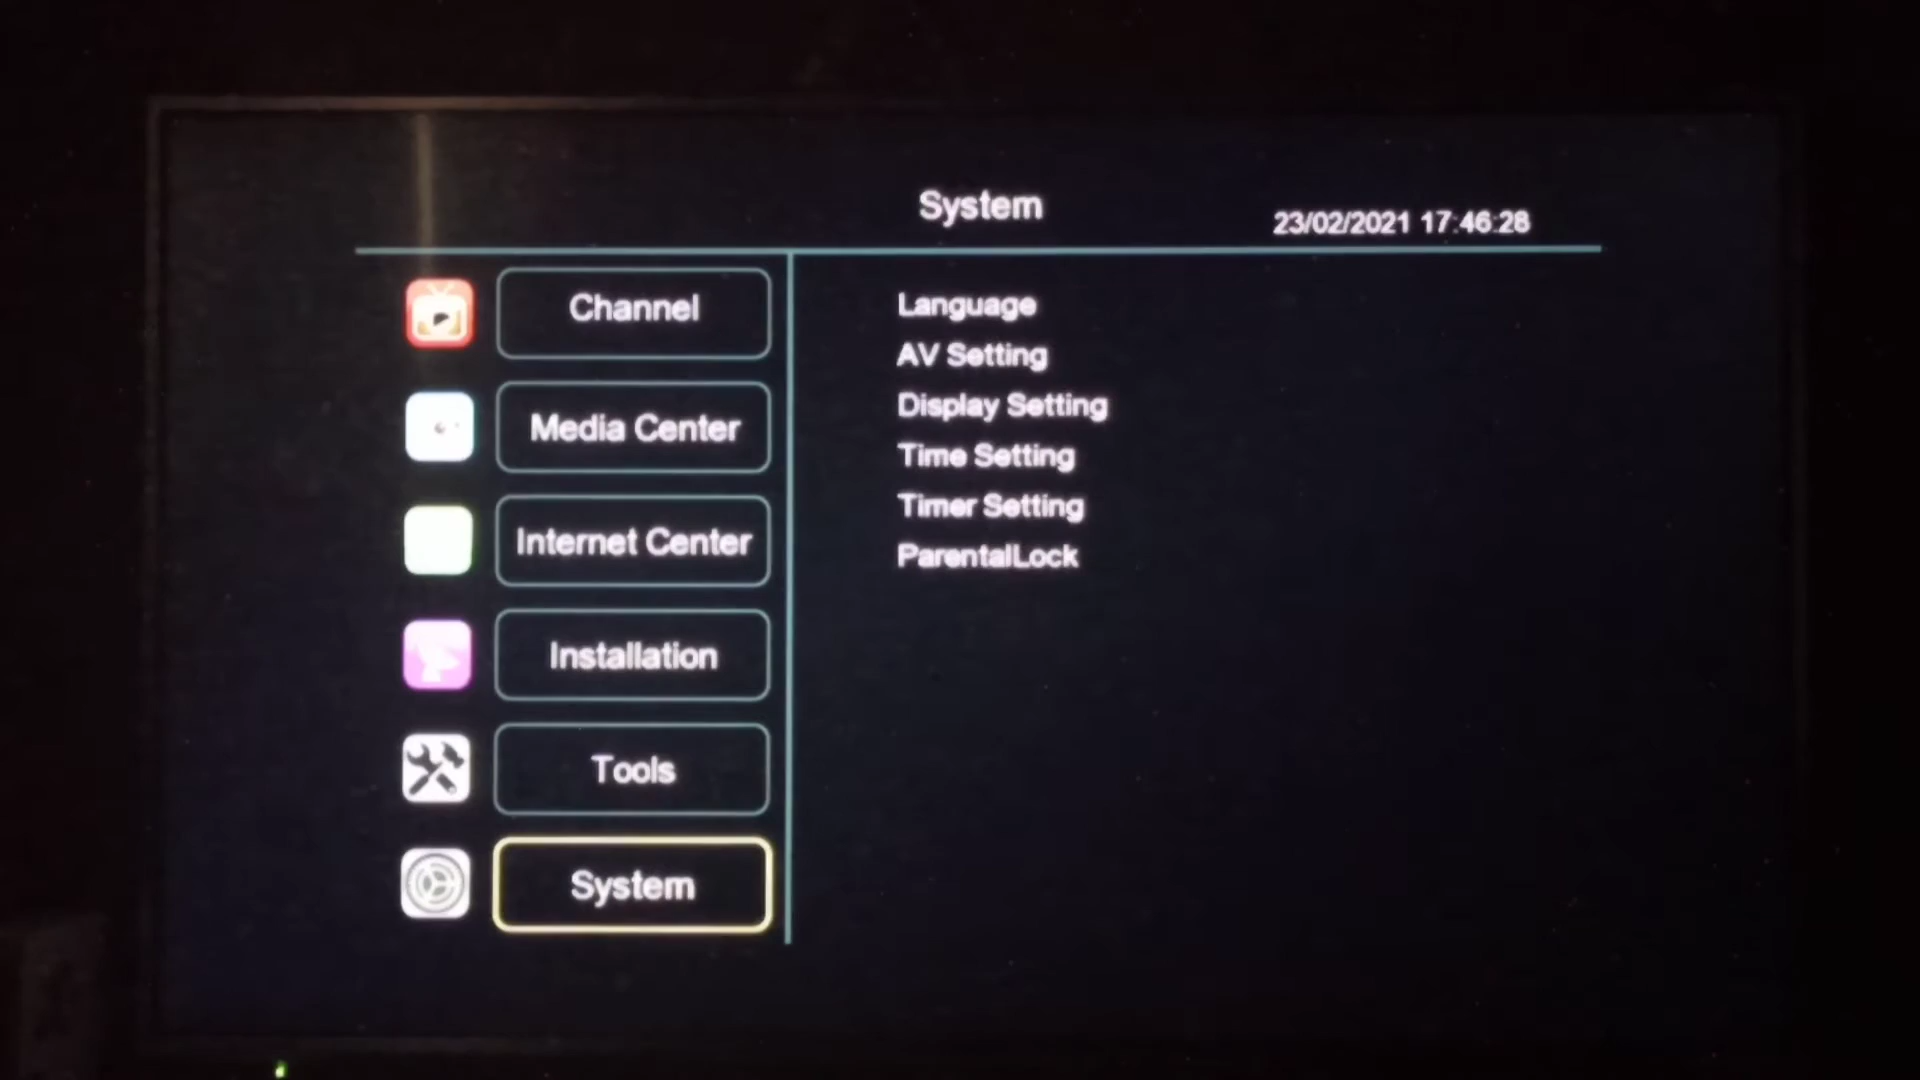 System
23/02/2021 17:46:28
Channel
Media Center
Internet Center
Installation
Tools
System
Language
AV Setting
Display Setting
Time Setting
Timer Setting
ParentalLock